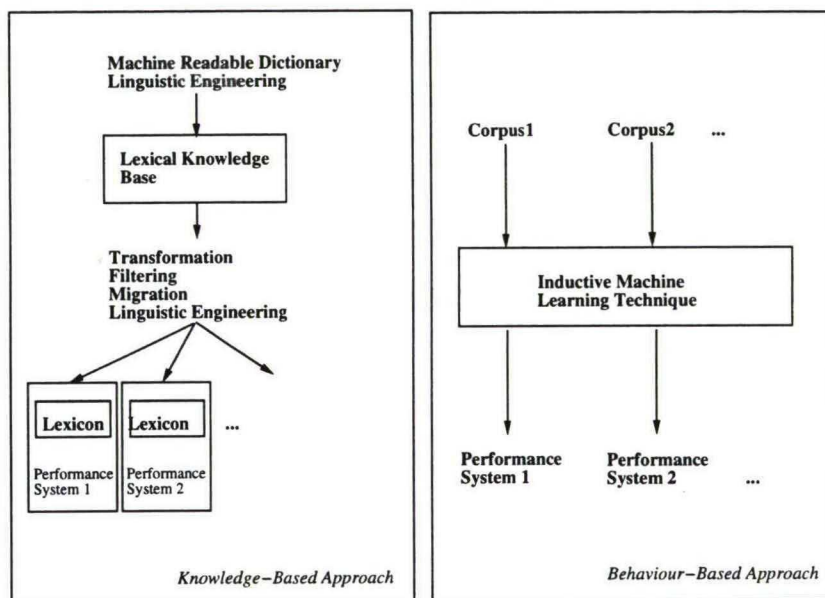 Machine Readable Dictionary
Linguistic Engineering
Lexical Knowledge
Base
Transformation
Filtering
Migration
Linguistic Engineering
Lexicon
Lexicon
...
Performance
System 1
Performance
System 2
Knowledge-Based Approach
Corpus1
Corpus2
...
Inductive Machine
Learning Technique
Performance
System 1
Performance
System 2
...
Behaviour-Based Approach